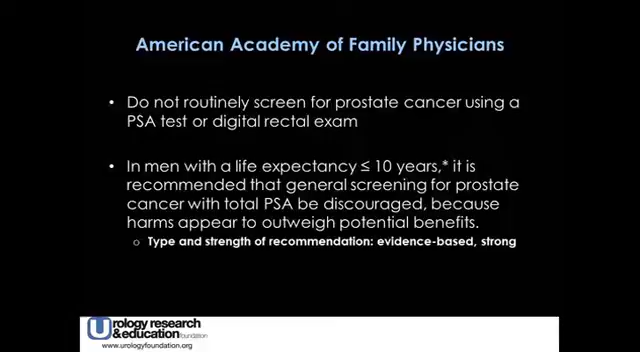 American Academy of Family Physicians
• Do not routinely screen for prostate cancer using a
PSA test or digital rectal exam
• In men with a life expectancy ≤ 10 years,* it is
recommended that general screening for prostate
cancer with total PSA be discouraged, because
harms appear to outweigh potential benefits.
o Type and strength of recommendation: evidence-based, strong
Urology research
&education foundation
www.urologyfoundation.org